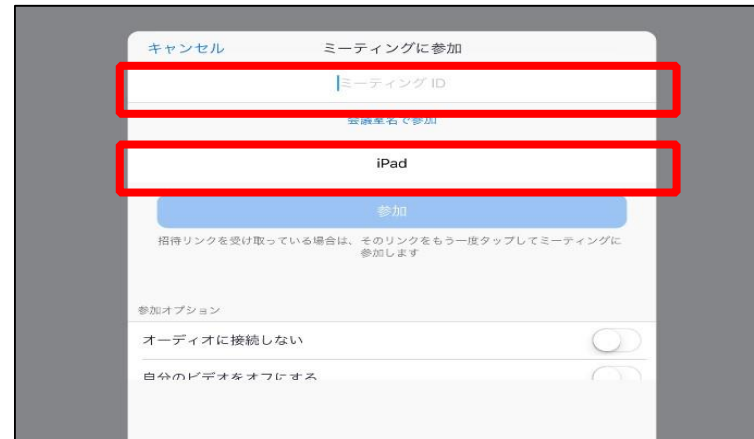 キャンセル
ミーティングに参加
ミーティング ID
会議室名で参加
iPad
参加
招待リンクを受け取っている場合は、そのリンクをもう一度タップしてミーティングに
参加します
参加オプション
オーディオに接続しない
自分のビデオをオフにする